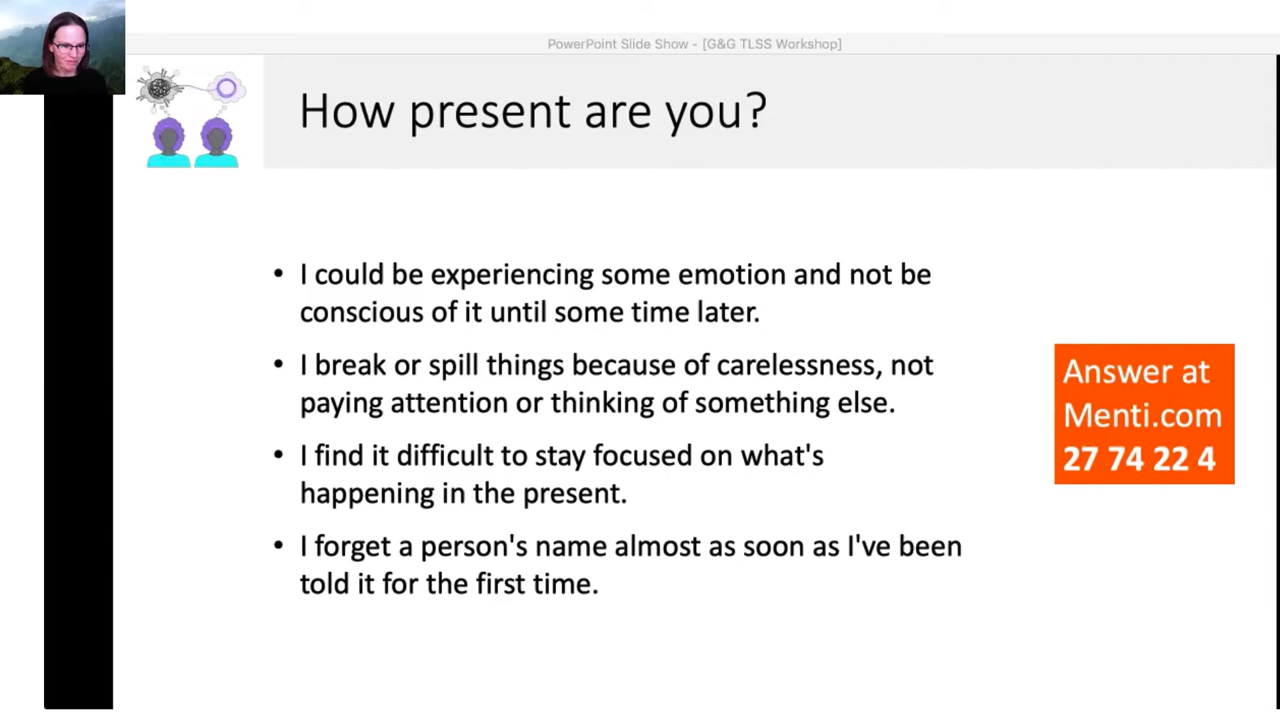 PowerPoint Slide Show - [G&G TLSS Workshop]
How present are you?
• I could be experiencing some emotion and not be
conscious of it until some time later.
• I break or spill things because of carelessness, not
paying attention or thinking of something else.
• I find it difficult to stay focused on what's
happening in the present.
• I forget a person's name almost as soon as I've been
told it for the first time.
Answer at
Menti.com
27 74 22 4